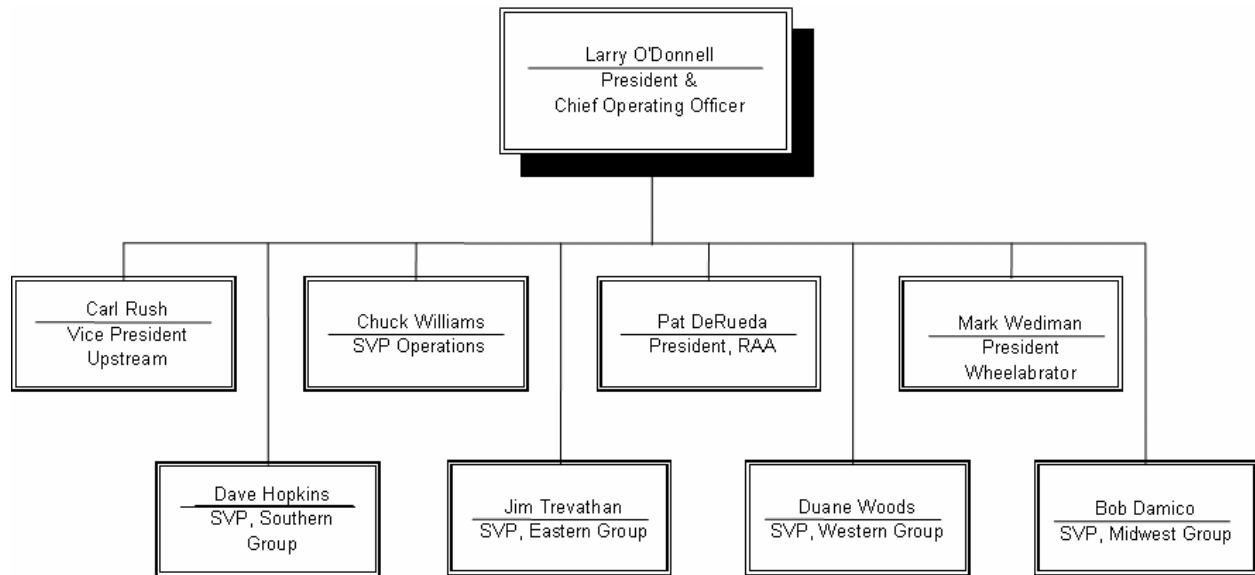 Larry O'Donnell
President &
Chief Operating Officer
Carl Rush
Vice President
Upstream
Chuck Williams
SVP Operations
Pat DeRueda
President, RAA
Mark Wediman
President
Wheelabrator
Dave Hopkins
SVP, Southern
Group
Jim Trevathan
SVP, Eastern Group
Duane Woods
SVP, Western Group
Bob Damico
SVP, Midwest Group